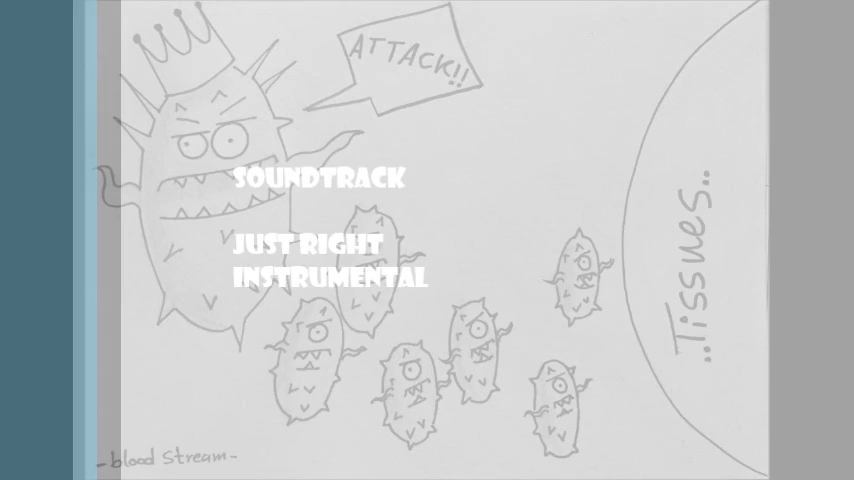 ATTACK!!
SOUNDTRACK
JUST RIGHT
INSTRUMENTAL
..Tissues..
-blood Stream-